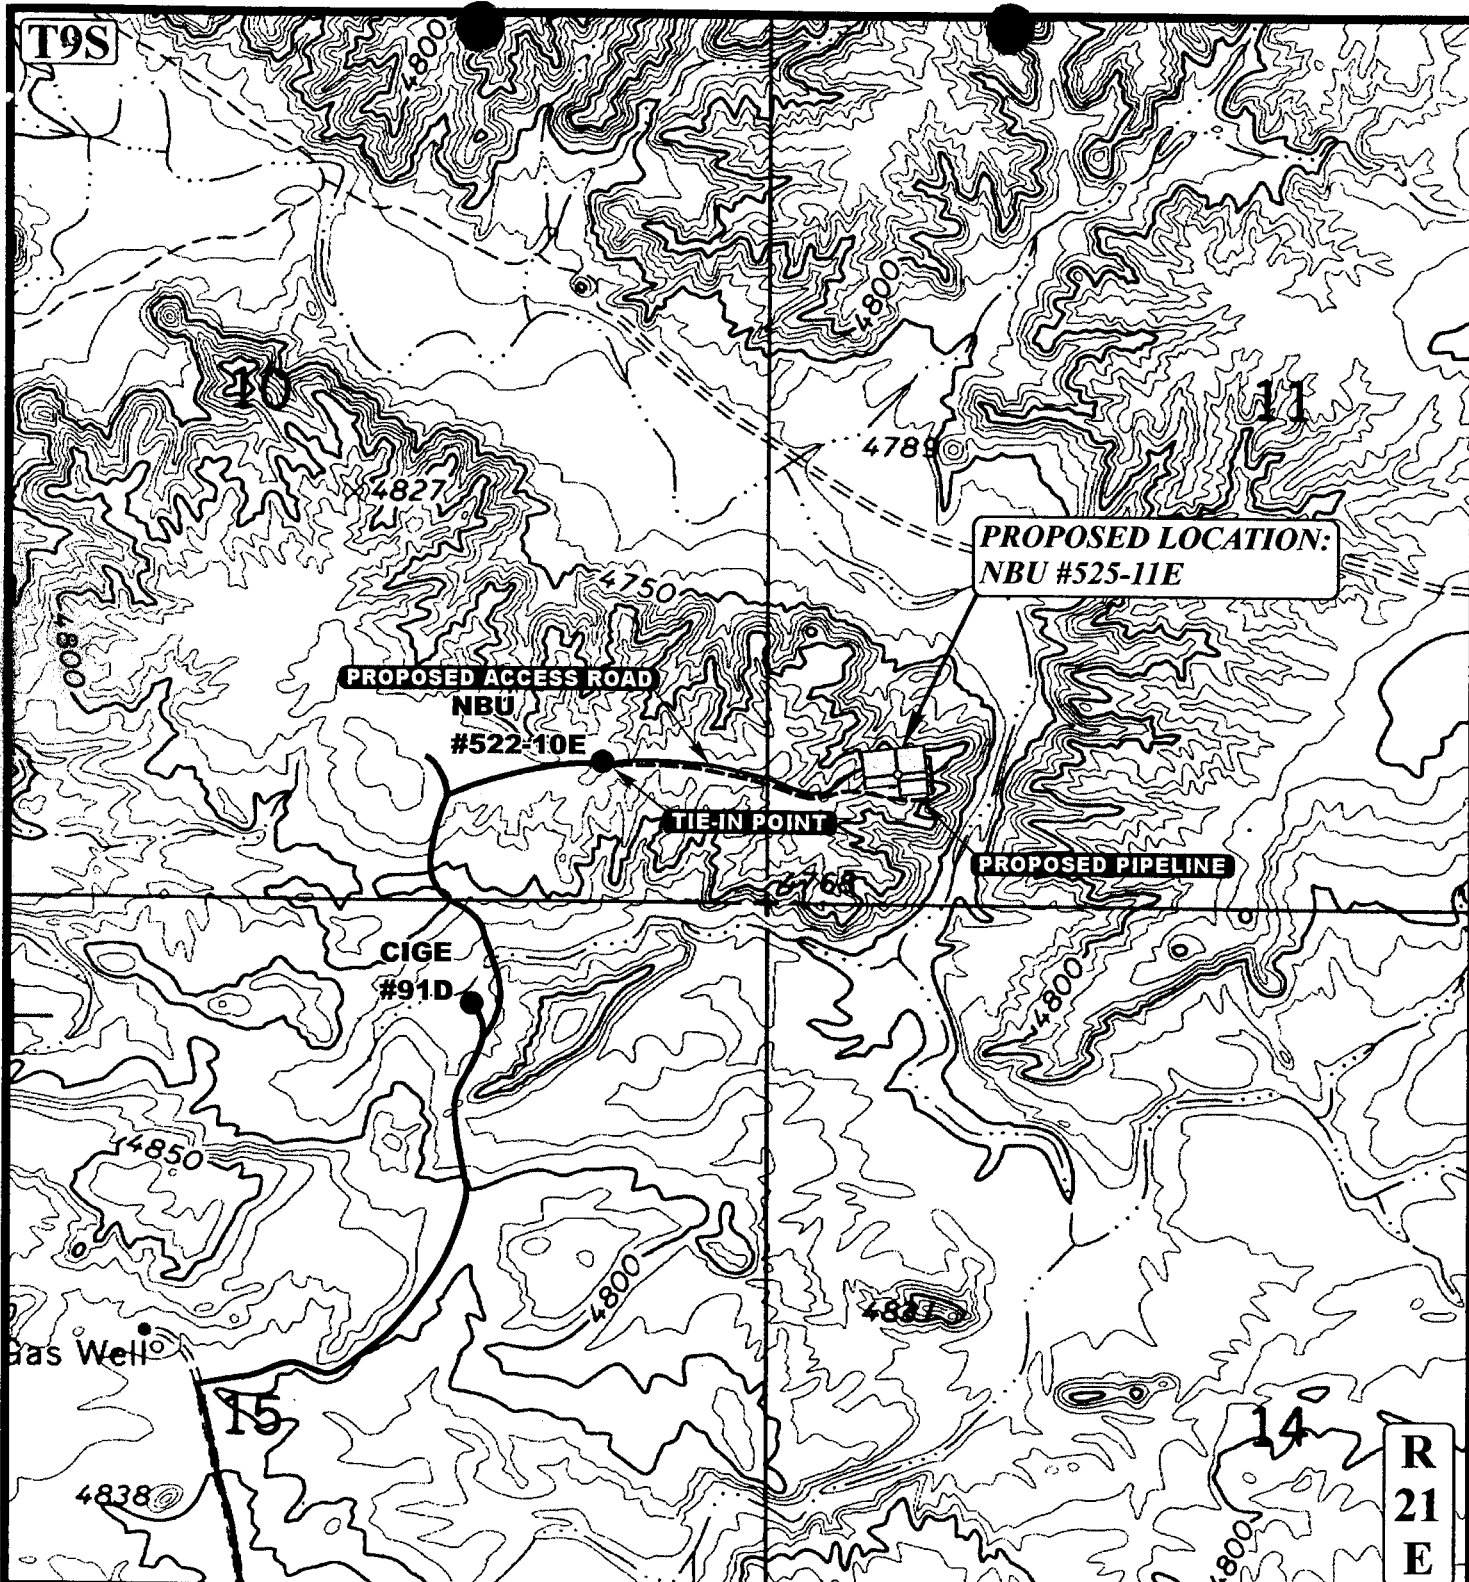 T9S
4800
4800
10
11
4789
4827
PROPOSED LOCATION:
NBU #525-11E
4750
4800
PROPOSED ACCESS ROAD
NBU
#522-10E
TIE-IN POINT
PROPOSED PIPELINE
CIGE
#91D
4800
4850
4800
Gas Well
15
14
R
21
E
4838
4800